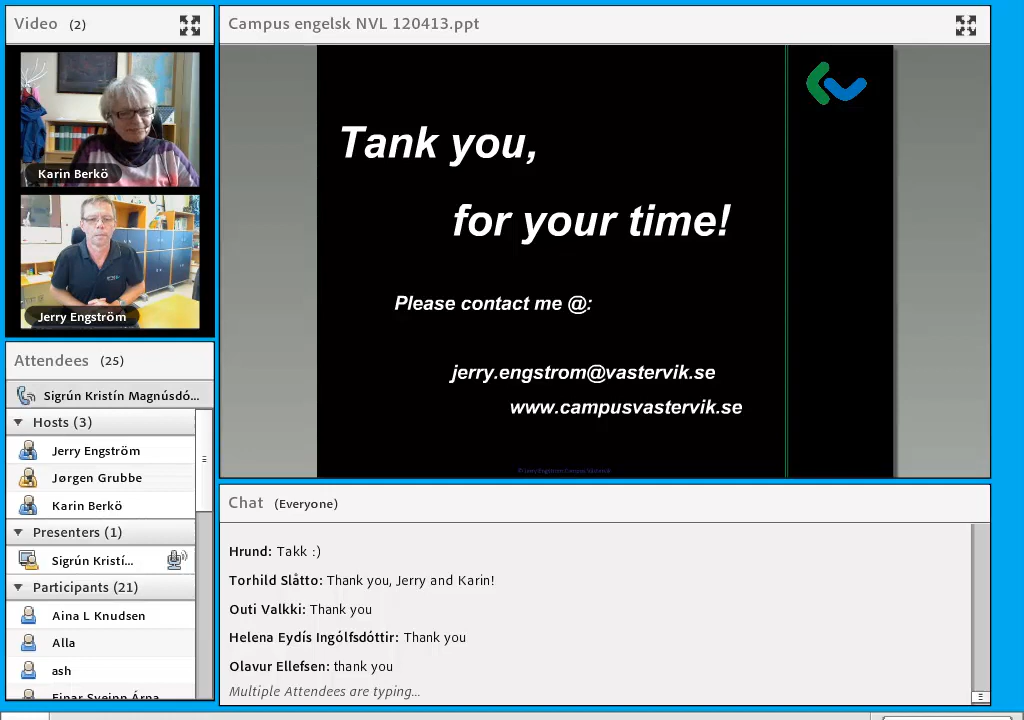 Video (2)
Karin Berkö
Jerry Engström
Attendees (25)
Sigrún Kristín Magnúsdó...
Hosts (3)
Jerry Engström
Jørgen Grubbe
Karin Berkö
Presenters (1)
Sigrún Kristí...
Participants (21)
Aina L Knudsen
Alla
ash
Einar Sveinn Árna
Campus engelsk NVL 120413.ppt
Tank you,
for your time!
Please contact me @:
jerry.engstrom@vastervik.se
www.campusvastervik.se
Chat (Everyone)
Hrund: Takk :)
Torhild Slåtto: Thank you, Jerry and Karin!
Outi Valkki: Thank you
Helena Eydís Ingólfsdóttir: Thank you
Olavur Ellefsen: thank you
Multiple Attendees are typing...